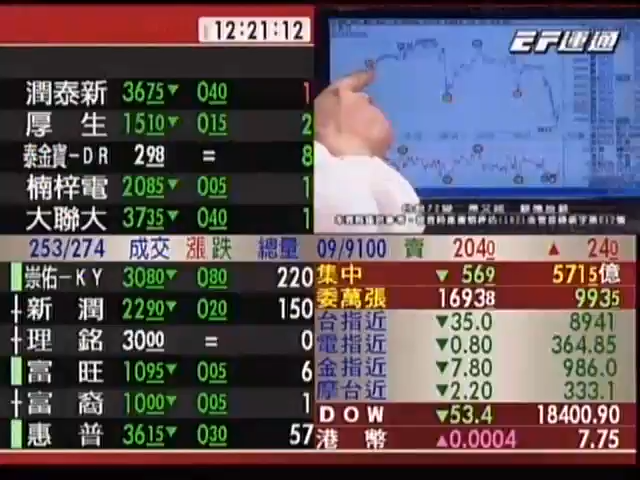 12:21:12
EF運通
潤泰新 3675▼ 040 1
厚生 1510▼ 015 2
泰金寶-DR 298 = 8
楠梓電 2085▼ 005 1
大聯大 3735▼ 040 1
253/274 成交 漲跌 總量 09/9100 賣 2040 ▲ 240
崇佑-KY 3080▼ 080 220
新潤 2290▼ 020 150
理銘 3000 = 0
富旺 1095▼ 005 6
富裔 1000▼ 005 1
惠普 3615▼ 030 57
集中 ▼ 569 5715億
委萬張 16938 9935
台指近 ▼35.0 8941
電指近 ▼0.80 364.85
金指近 ▼7.80 986.0
摩台近 ▼2.20 333.1
DOW ▼53.4 18400.90
港幣 ▲0.0004 7.75